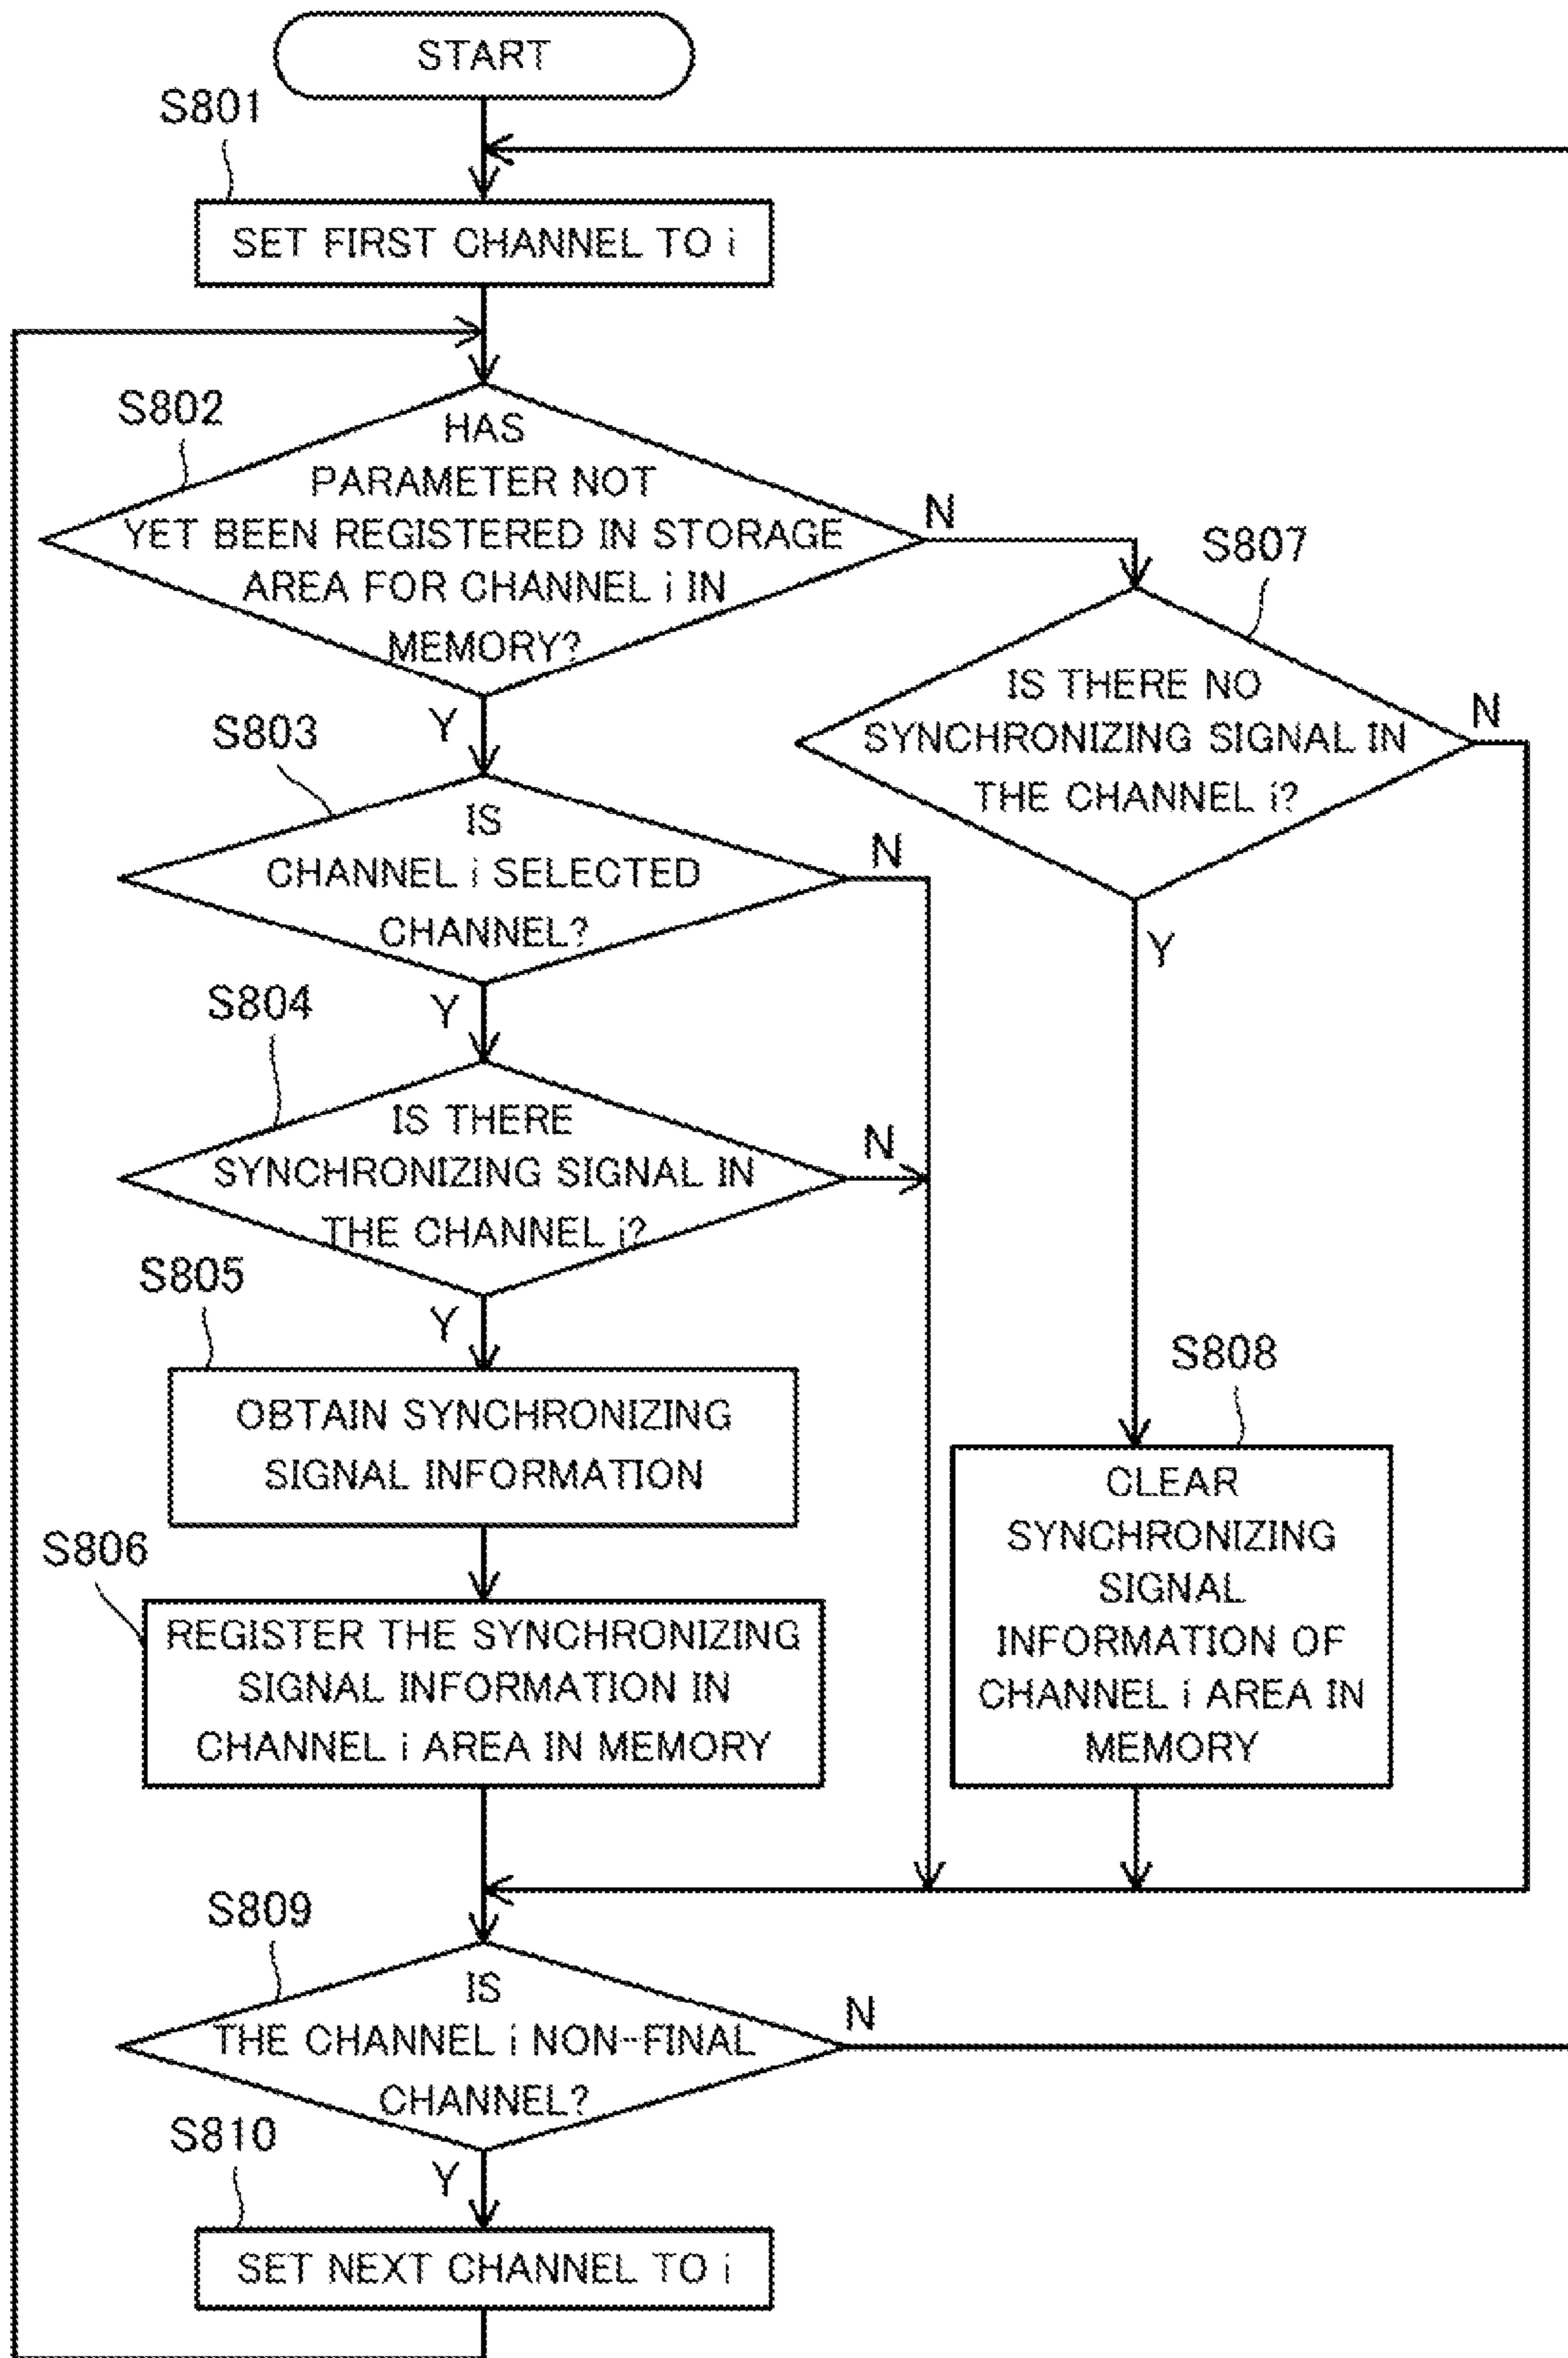 START
S801
SET FIRST CHANNEL TO i
S802
HAS
PARAMETER NOT
YET BEEN REGISTERED IN STORAGE
AREA FOR CHANNEL i IN
MEMORY?
N
Y
S807
IS THERE NO
SYNCHRONIZING SIGNAL IN
THE CHANNEL i?
N
Y
S803
IS
CHANNEL i SELECTED
CHANNEL?
N
Y
S804
IS THERE
SYNCHRONIZING SIGNAL IN
THE CHANNEL i?
N
Y
S805
OBTAIN SYNCHRONIZING
SIGNAL INFORMATION
S806
REGISTER THE SYNCHRONIZING
SIGNAL INFORMATION IN
CHANNEL i AREA IN MEMORY
S808
CLEAR
SYNCHRONIZING
SIGNAL
INFORMATION OF
CHANNEL i AREA IN
MEMORY
S809
IS
THE CHANNEL i NON-FINAL
CHANNEL?
N
Y
S810
SET NEXT CHANNEL TO i